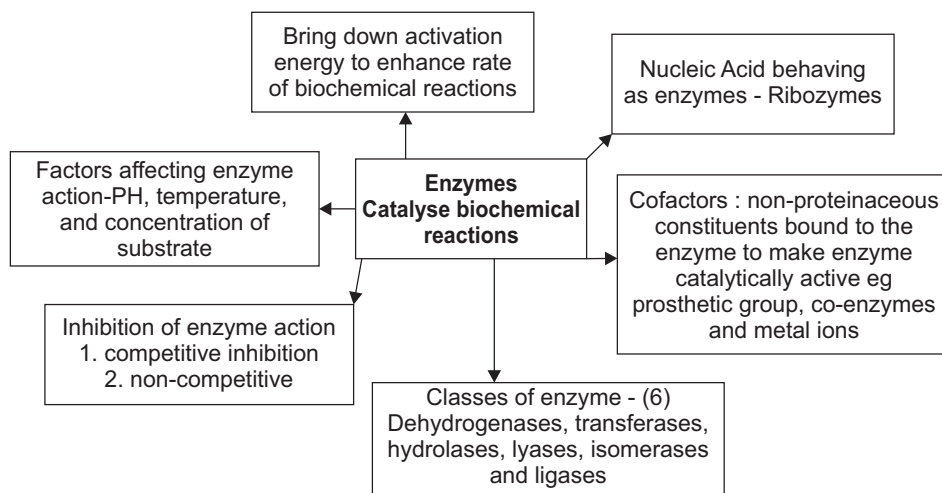 Bring down activation
energy to enhance rate
of biochemical reactions
Nucleic Acid behaving
as enzymes - Ribozymes
Factors affecting enzyme
action-PH, temperature,
and concentration of
substrate
Enzymes
Catalyse biochemical
reactions
Cofactors : non-proteinaceous
constituents bound to the
enzyme to make enzyme
catalytically active eg
prosthetic group, co-enzymes
and metal ions
Inhibition of enzyme action
1. competitive inhibition
2. non-competitive
Classes of enzyme - (6)
Dehydrogenases, transferases,
hydrolases, lyases, isomerases
and ligases